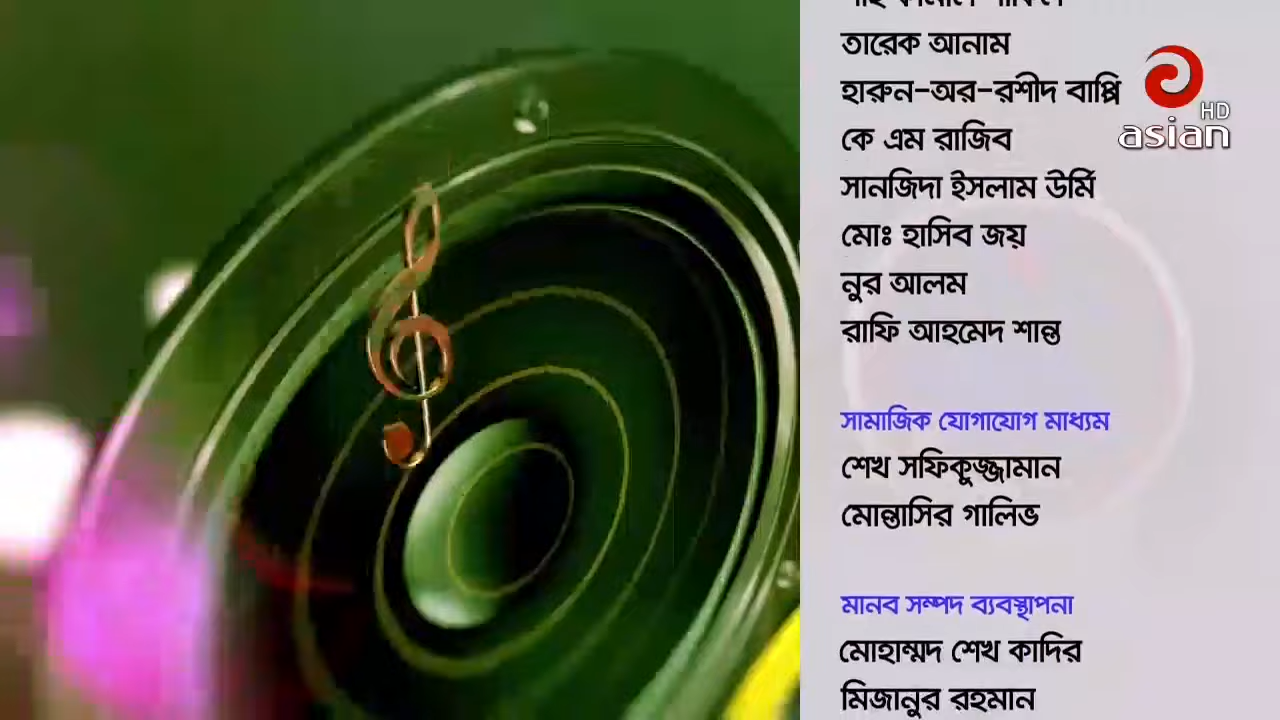 তারেক আনাম
হারুন-অর-রশীদ বাপ্পি
কে এম রাজিব
সানজিদা ইসলাম উর্মি
মোঃ হাসিব জয়
নুর আলম
রাফি আহমেদ শান্ত
সামাজিক যোগাযোগ মাধ্যম
শেখ সফিকুজ্জামান
মোন্তাসির গালিভ
মানব সম্পদ ব্যবস্থাপনা
মোহাম্মদ শেখ কাদির
মিজানুর রহমান
HD
asian